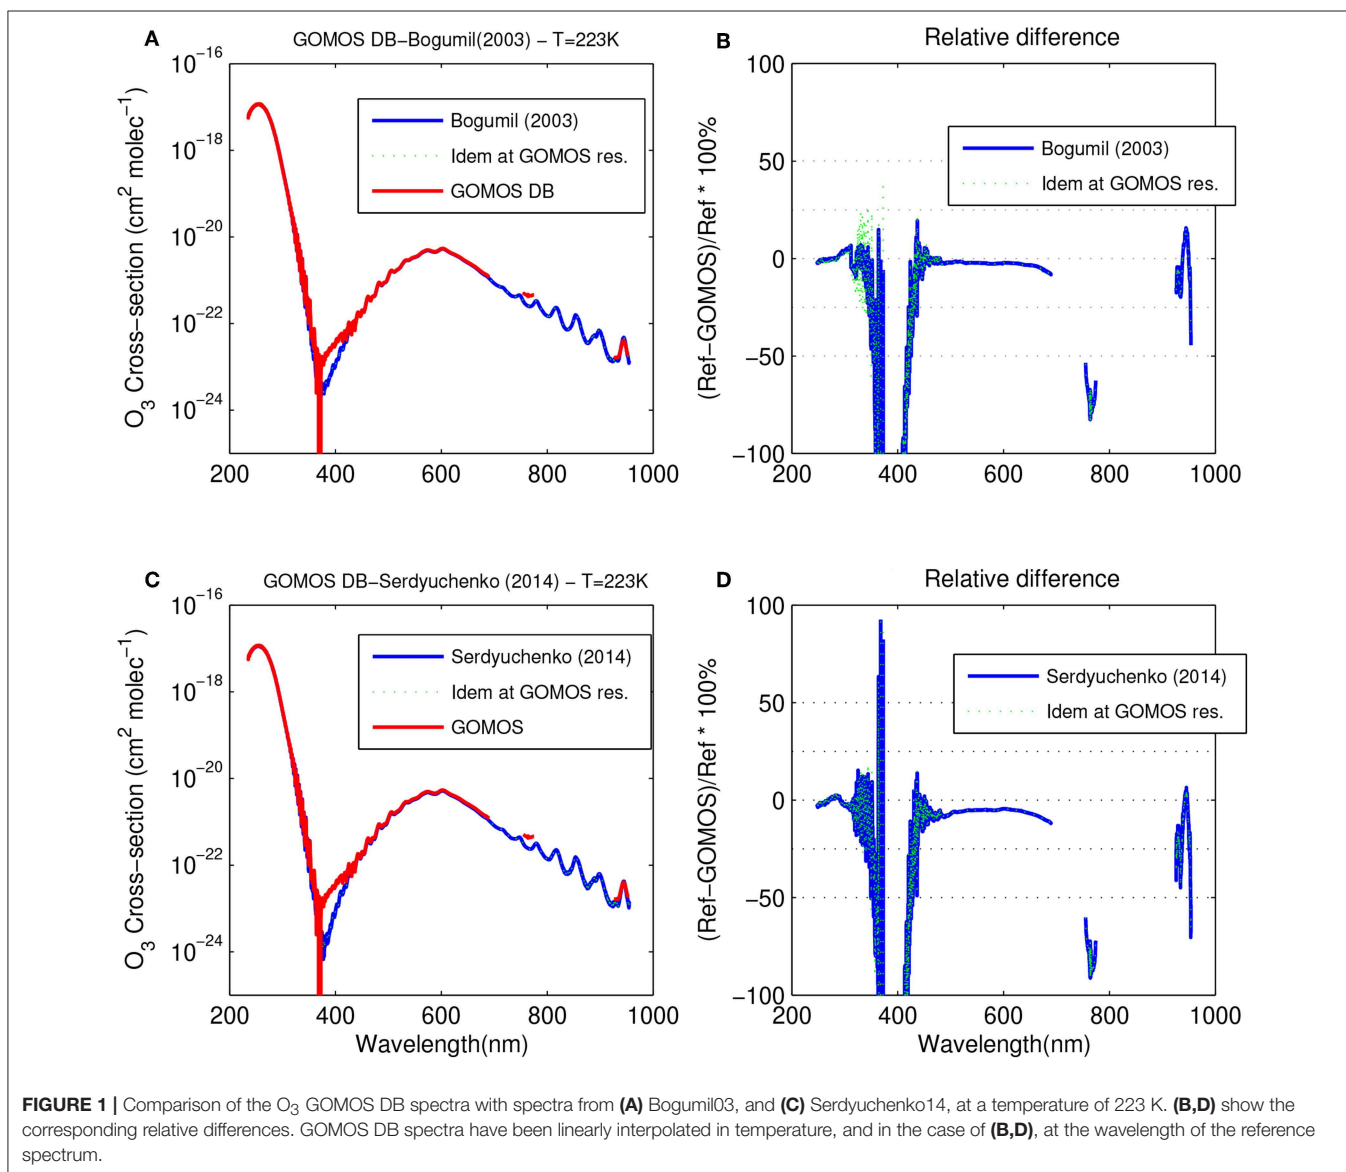 A
GOMOS DB−Bogumil(2003) − T=223K
10−16
10−18
10−20
10−22
10−24
O3 Cross−section (cm2 molec−1)
Bogumil (2003)
Idem at GOMOS res.
GOMOS DB
200 400 600 800 1000
B
Relative difference
100
50
0
−50
−100
(Ref−GOMOS)/Ref * 100%
Bogumil (2003)
Idem at GOMOS res.
200 400 600 800 1000
C
GOMOS DB−Serdyuchenko (2014) − T=223K
10−16
10−18
10−20
10−22
10−24
O3 Cross−section (cm2 molec−1)
Serdyuchenko (2014)
Idem at GOMOS res.
GOMOS
200 400 600 800 1000
Wavelength(nm)
D
Relative difference
100
50
0
−50
−100
(Ref−GOMOS)/Ref * 100%
Serdyuchenko (2014)
Idem at GOMOS res.
200 400 600 800 1000
Wavelength(nm)
FIGURE 1 | Comparison of the O3 GOMOS DB spectra with spectra from (A) Bogumil03, and (C) Serdyuchenko14, at a temperature of 223 K. (B,D) show the
corresponding relative differences. GOMOS DB spectra have been linearly interpolated in temperature, and in the case of (B,D), at the wavelength of the reference
spectrum.